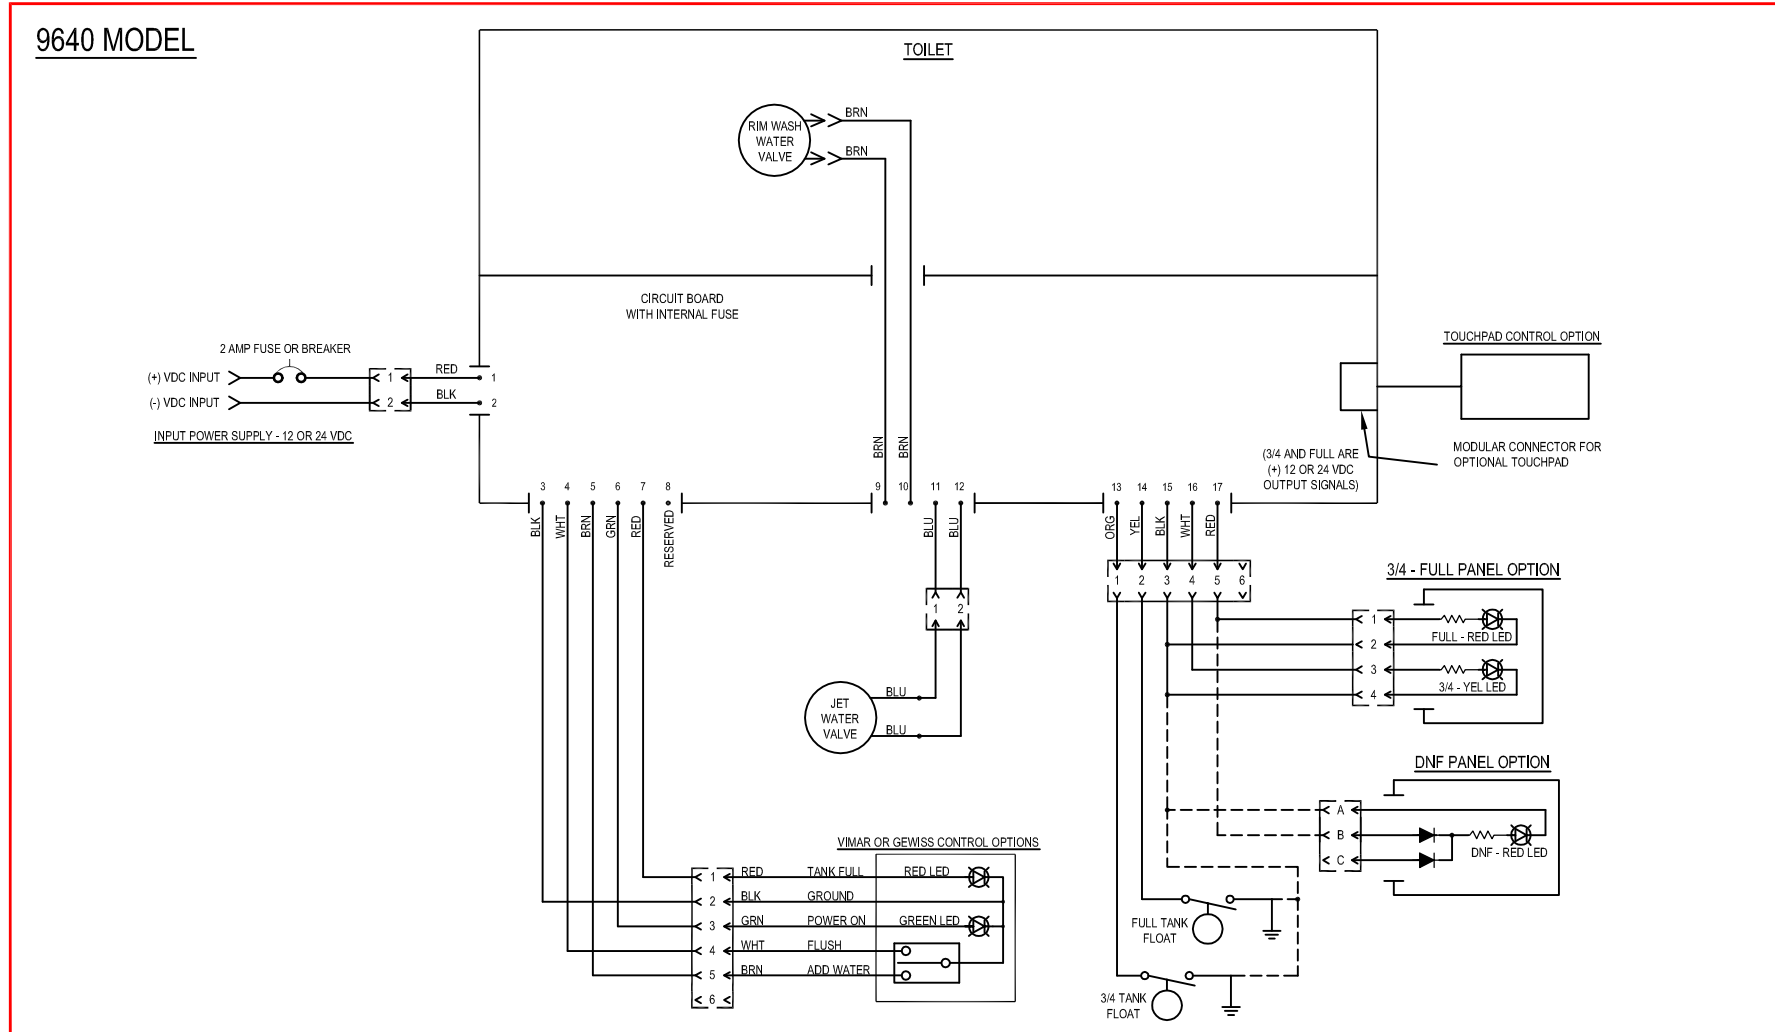 9640 MODEL
TOILET
RIM WASH
WATER
VALVE
BRN
BRN
CIRCUIT BOARD
WITH INTERNAL FUSE
2 AMP FUSE OR BREAKER
(+) VDC INPUT
1
RED
1
(-) VDC INPUT
2
BLK
2
INPUT POWER SUPPLY - 12 OR 24 VDC
TOUCHPAD CONTROL OPTION
MODULAR CONNECTOR FOR
OPTIONAL TOUCHPAD
(3/4 AND FULL ARE
(+) 12 OR 24 VDC
OUTPUT SIGNALS)
BRN
BRN
3 4 5 6 7 8
BLK
WHT
BRN
GRN
RED
RESERVED
9 10 11 12
BLU
BLU
1 2
JET
WATER
VALVE
BLU
BLU
13 14 15 16 17
ORG
YEL
BLK
WHT
RED
1 2 3 4 5 6
3/4 - FULL PANEL OPTION
1
FULL - RED LED
2
3
3/4 - YEL LED
4
DNF PANEL OPTION
A
B
DNF - RED LED
C
VIMAR OR GEWISS CONTROL OPTIONS
1 RED TANK FULL RED LED
2 BLK GROUND
3 GRN POWER ON GREEN LED
4 WHT FLUSH
5 BRN ADD WATER
6
FULL TANK
FLOAT
3/4 TANK
FLOAT